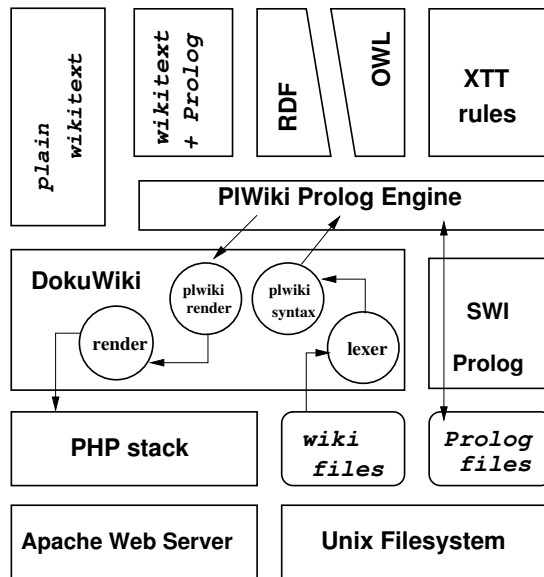 plain
wikitext
wikitext
+ Prolog
RDF
OWL
XTT
rules
PlWiki Prolog Engine
DokuWiki
plwiki
render
plwiki
syntax
render
lexer
SWI
Prolog
PHP stack
wiki
files
Prolog
files
Apache Web Server
Unix Filesystem